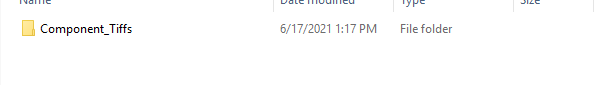 Name Date modified Type Size
Component_Tiffs 6/17/2021 1:17 PM File folder